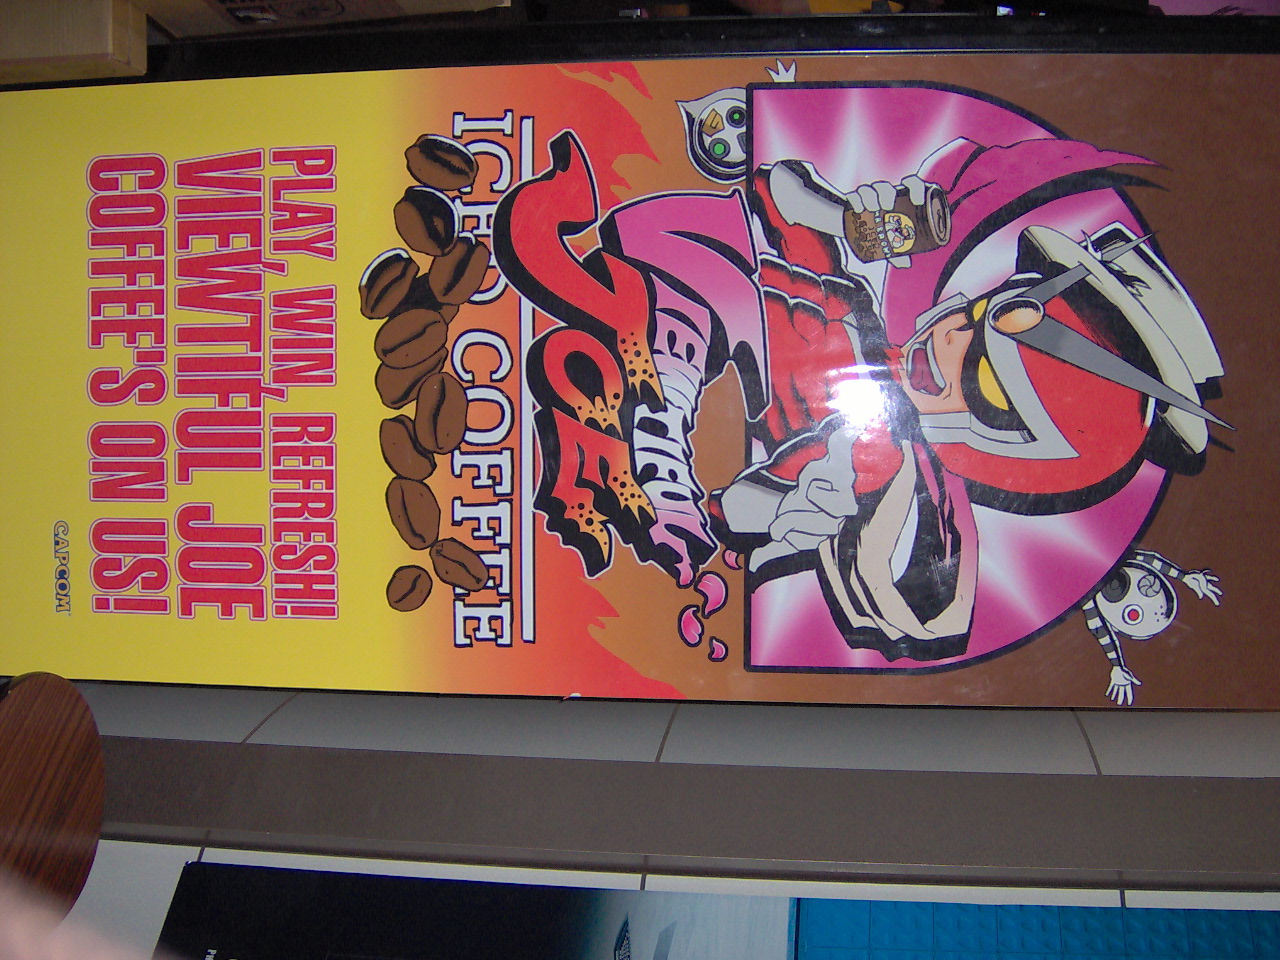 VIEWTIFUL
JOE
ICED COFFEE
PLAY, WIN, REFRESH!
VIEWTIFUL JOE
COFFEE'S ON US!
©CAPCOM